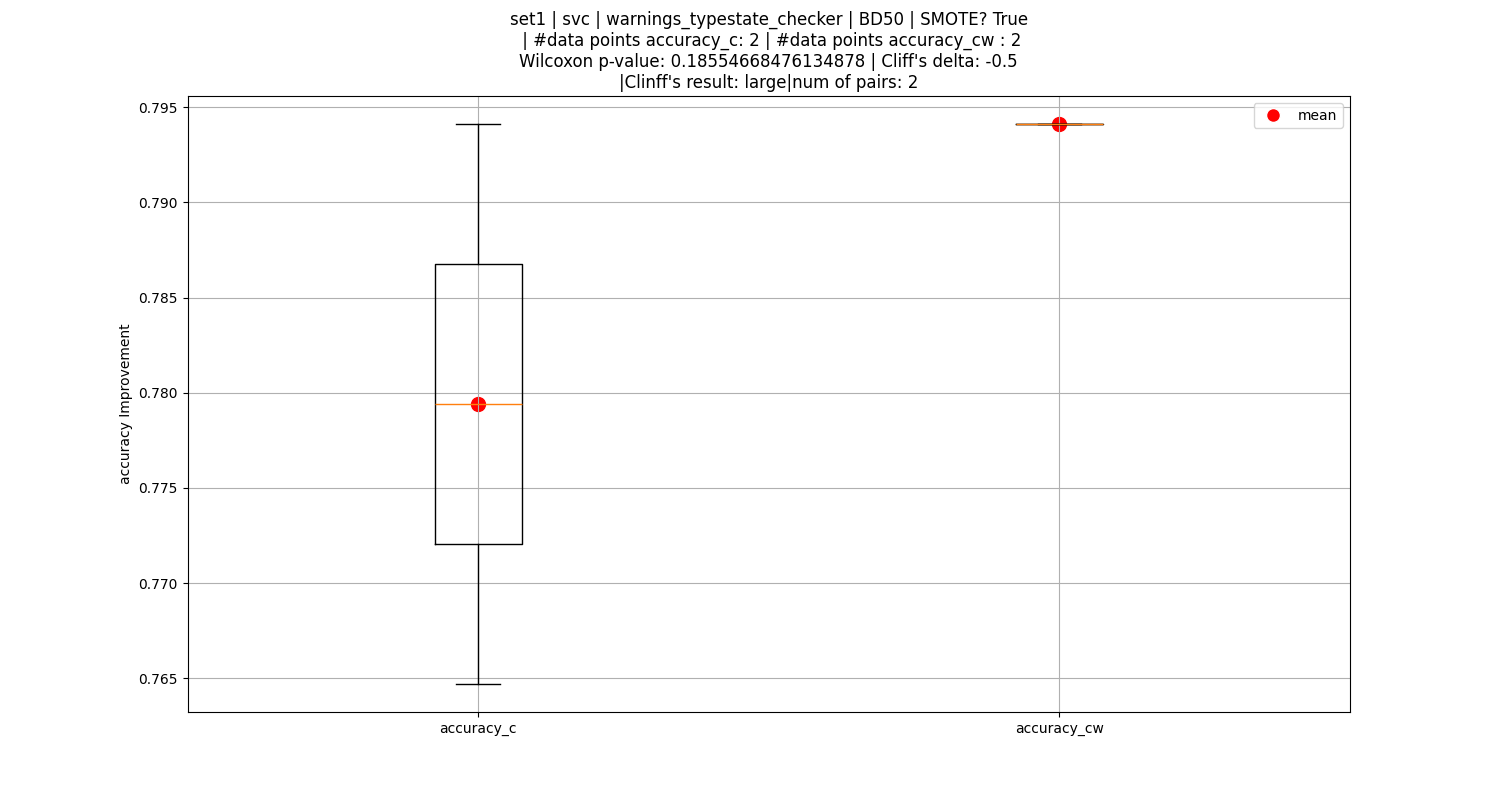 set1 | svc | warnings_typestate_checker | BD50 | SMOTE? True
| #data points accuracy_c: 2 | #data points accuracy_cw : 2
Wilcoxon p-value: 0.18554668476134878 | Cliff's delta: -0.5
|Clinff's result: large|num of pairs: 2
0.795
mean
0.790
0.785
0.780
0.775
0.770
0.765
accuracy Improvement
accuracy_c
accuracy_cw